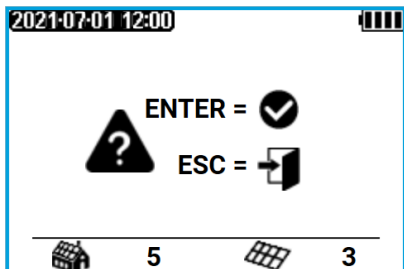 2021-07-01 12:00
?
ENTER =
ESC =
5 3